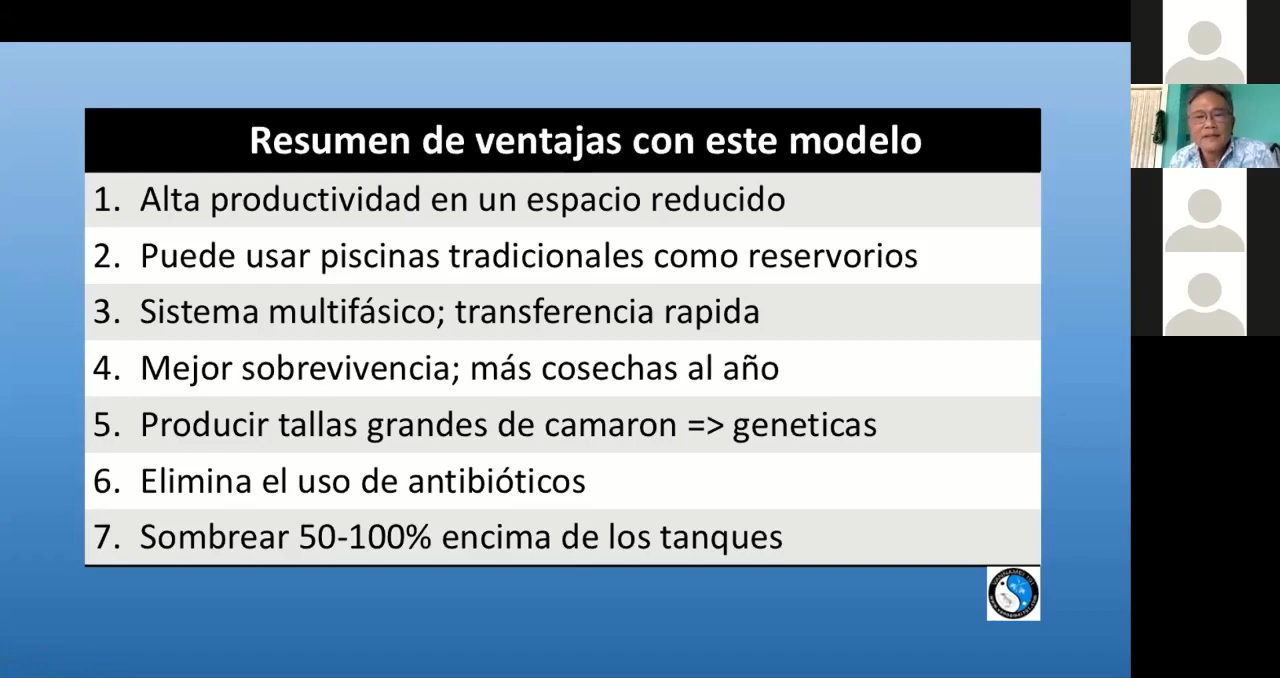 Resumen de ventajas con este modelo
1. Alta productividad en un espacio reducido
2. Puede usar piscinas tradicionales como reservorios
3. Sistema multifásico; transferencia rapida
4. Mejor sobrevivencia; más cosechas al año
5. Producir tallas grandes de camaron => geneticas
6. Elimina el uso de antibióticos
7. Sombrear 50-100% encima de los tanques